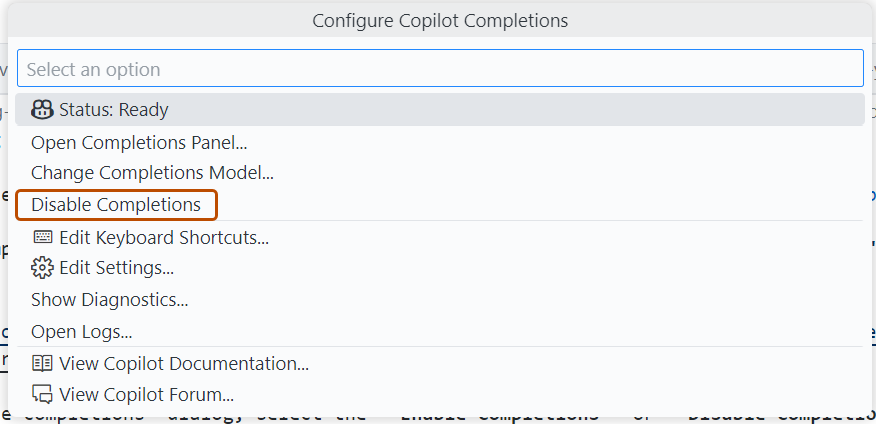 Configure Copilot Completions
Select an option
Status: Ready
Open Completions Panel...
Change Completions Model...
Disable Completions
Edit Keyboard Shortcuts...
Edit Settings...
Show Diagnostics...
Open Logs...
View Copilot Documentation...
View Copilot Forum...